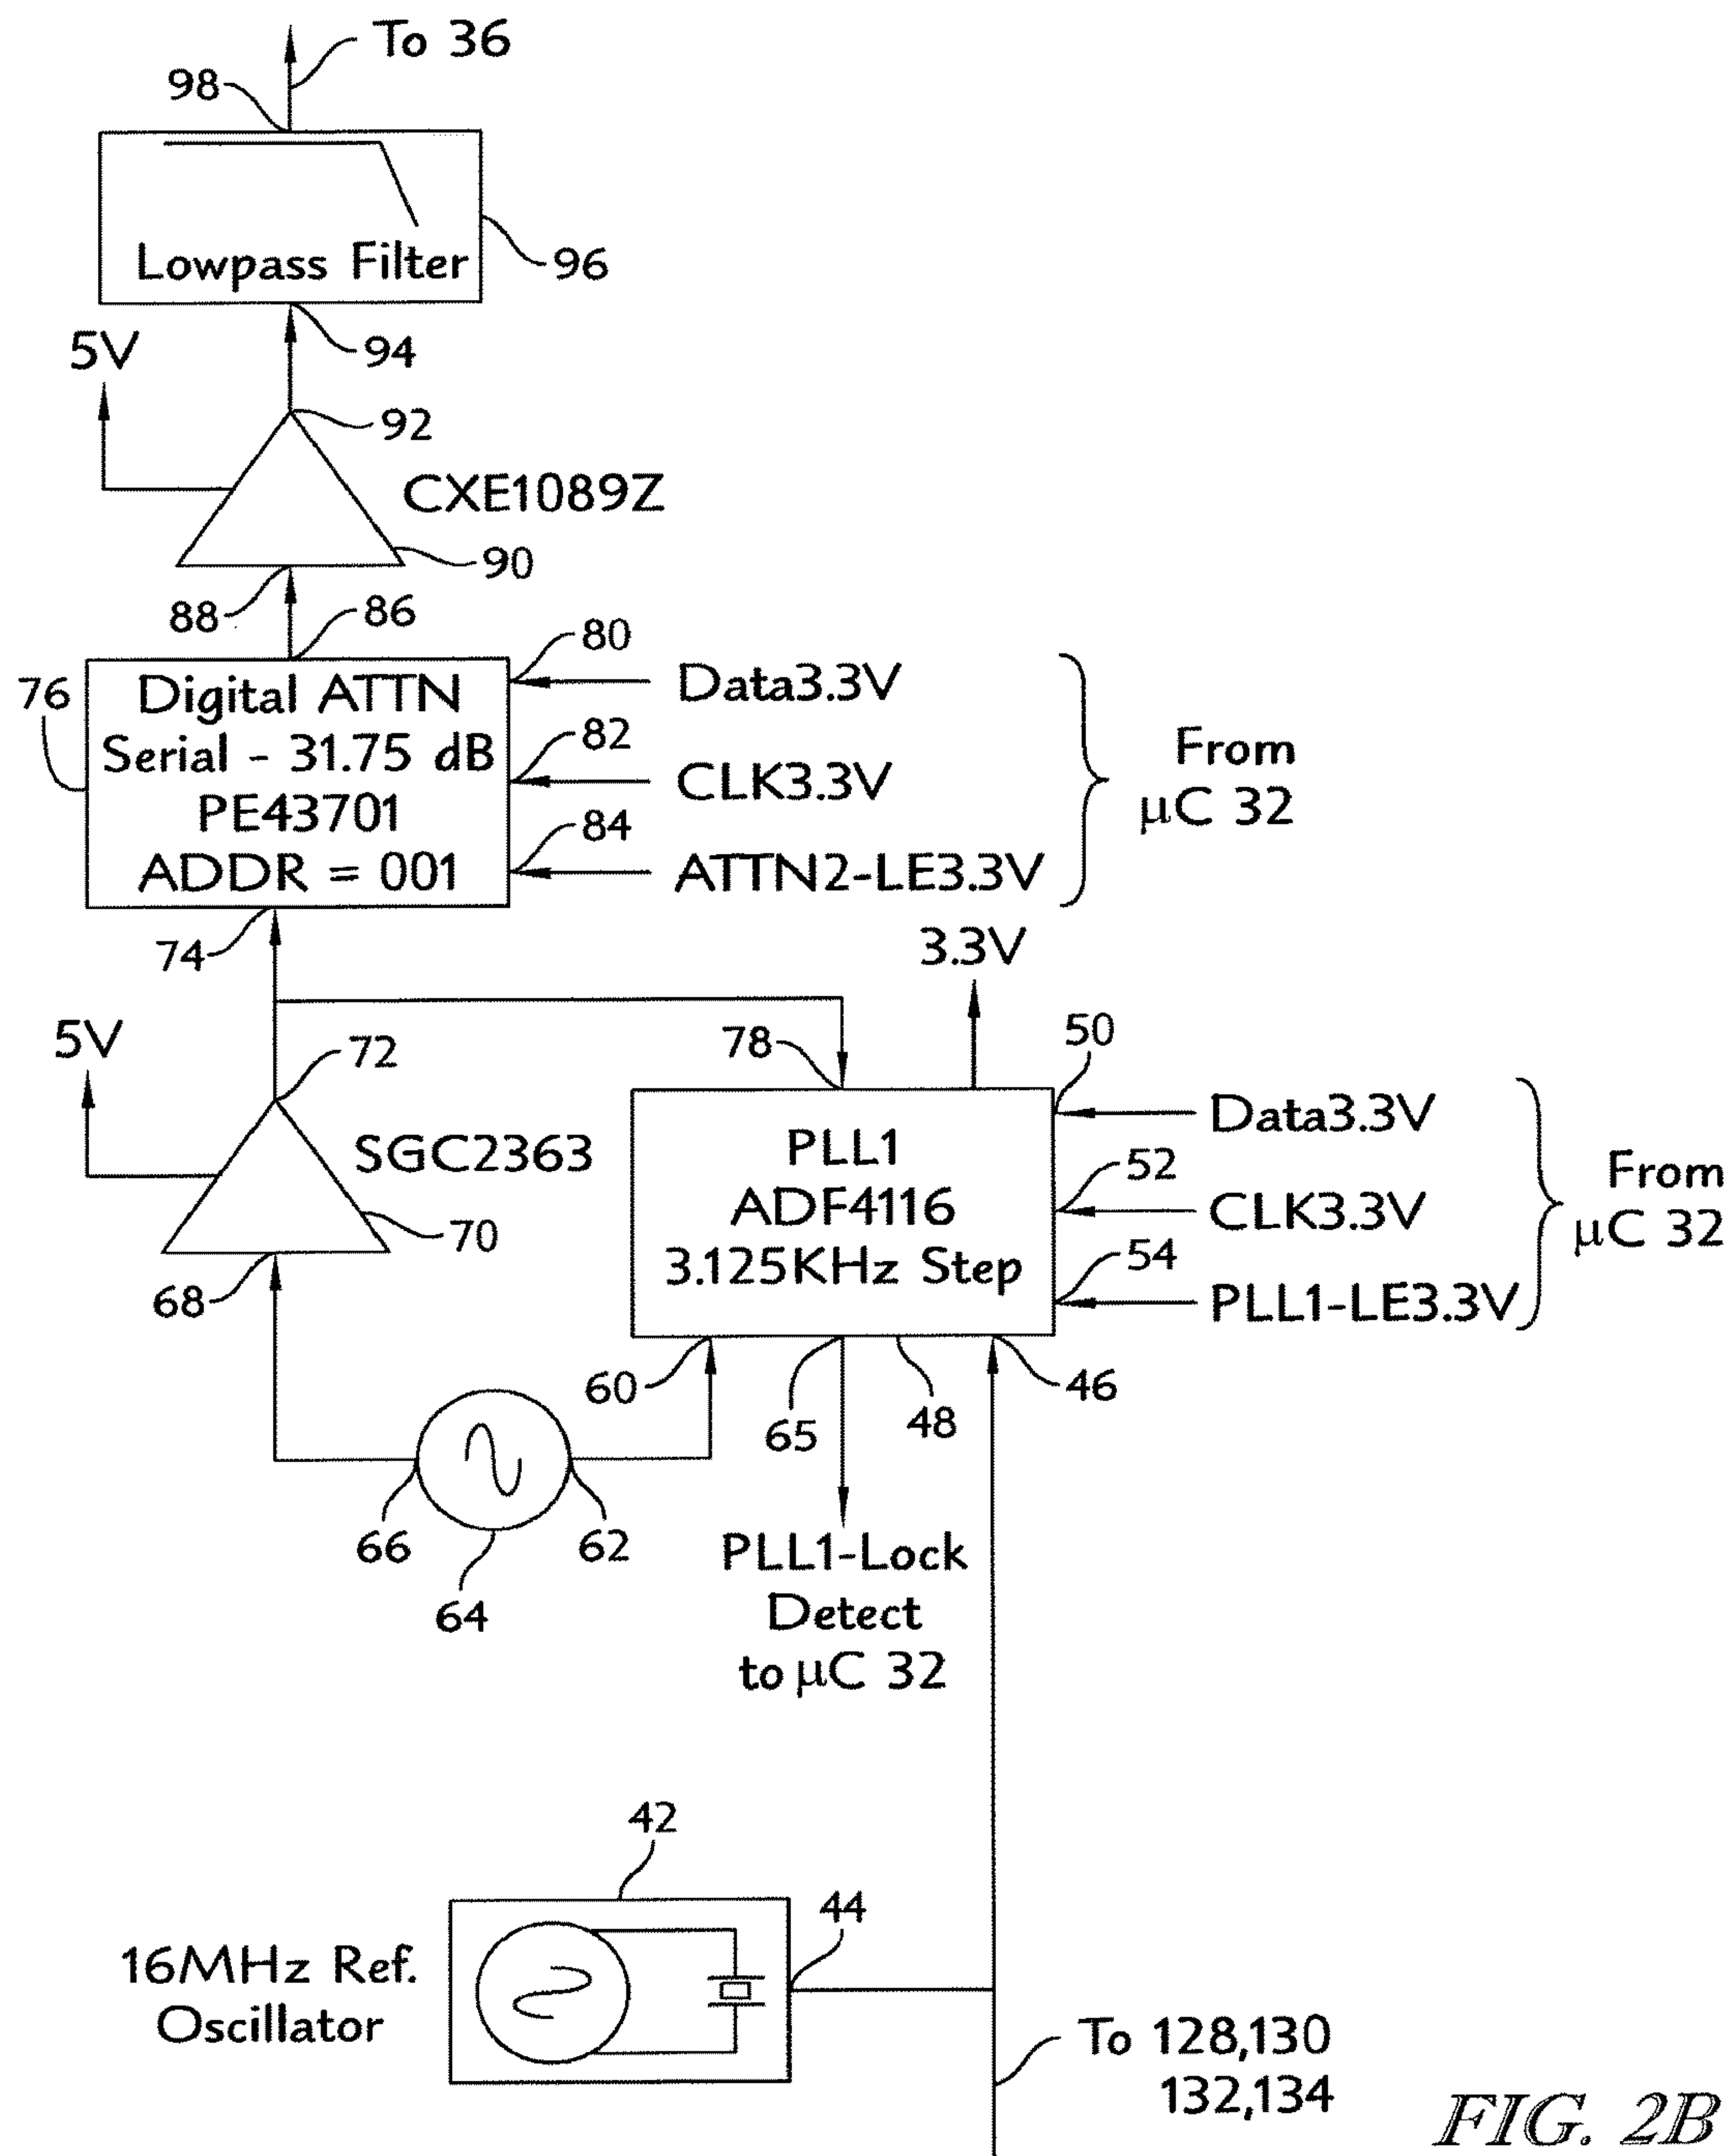 To 36
98
Lowpass Filter
96
5V
94
92
CXE1089Z
90
88
86
80
76
Digital ATTN
Serial - 31.75 dB
PE43701
ADDR = 001
Data3.3V
82
CLK3.3V
84
ATTN2-LE3.3V
From
μC 32
74
3.3V
5V
72
78
50
SGC2363
70
68
PLL1
ADF4116
3.125KHz Step
Data3.3V
52
CLK3.3V
54
PLL1-LE3.3V
From
μC 32
60
65
48
46
66
62
64
PLL1-Lock
Detect
to μC 32
42
44
16MHz Ref.
Oscillator
To 128,130
132,134
FIG. 2B